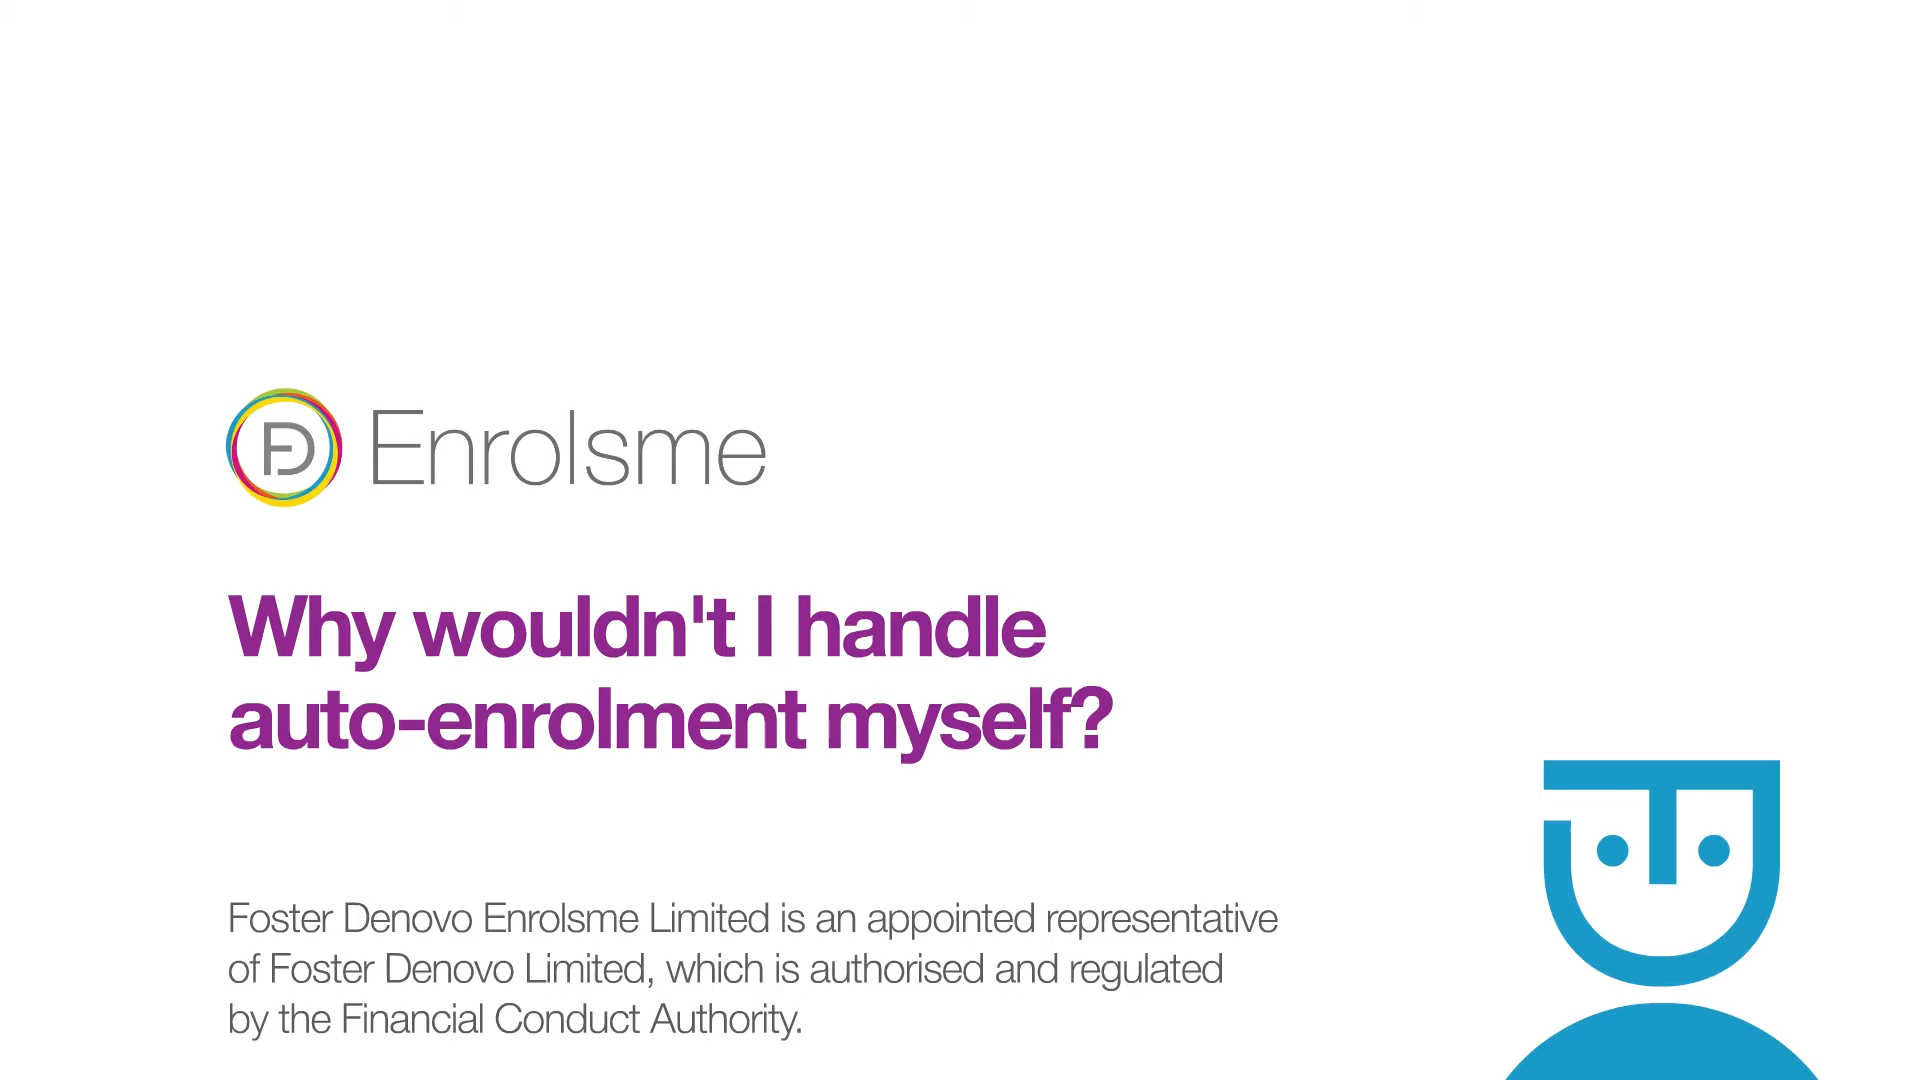 FD Enrolsme
Why wouldn't I handle
auto-enrolment myself?
Foster Denovo Enrolsme Limited is an appointed representative
of Foster Denovo Limited, which is authorised and regulated
by the Financial Conduct Authority.